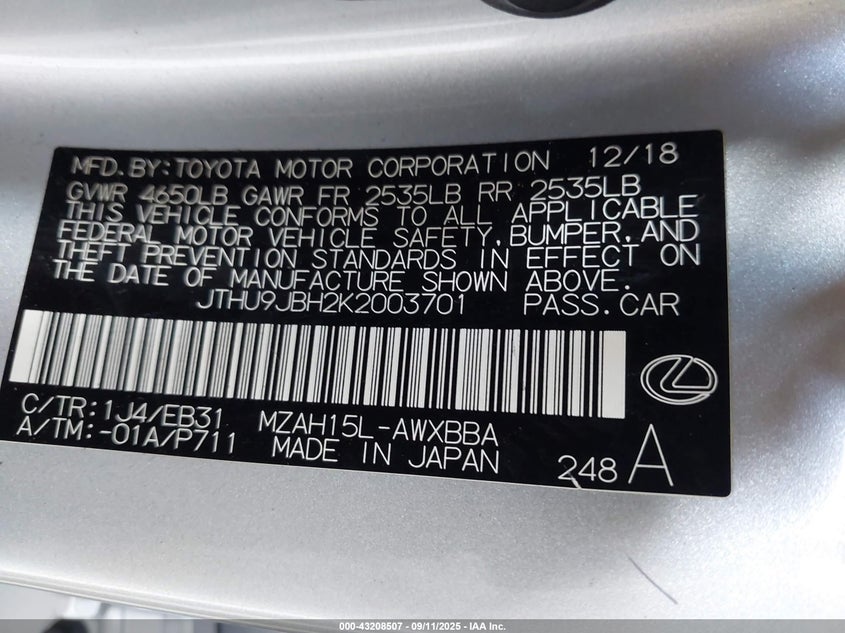 MFD.BY:TOYOTA MOTOR CORPORATION 12/18
GVWR 4650LB GAWR FR 2535LB RR 2535LB
THIS VEHICLE CONFORMS TO ALL APPLICABLE
FEDERAL MOTOR VEHICLE SAFETY,BUMPER,AND
THEFT PREVENTION STANDARDS IN EFFECT ON
THE DATE OF MANUFACTURE SHOWN ABOVE.
JTHU9JBH2K2003701 PASS.CAR
C/TR:1J4/EB31 MZAH15L-AWXBBA
A/TM:-01A/P711 MADE IN JAPAN 248 A
000-43208507 - 09/11/2025 - IAA Inc.